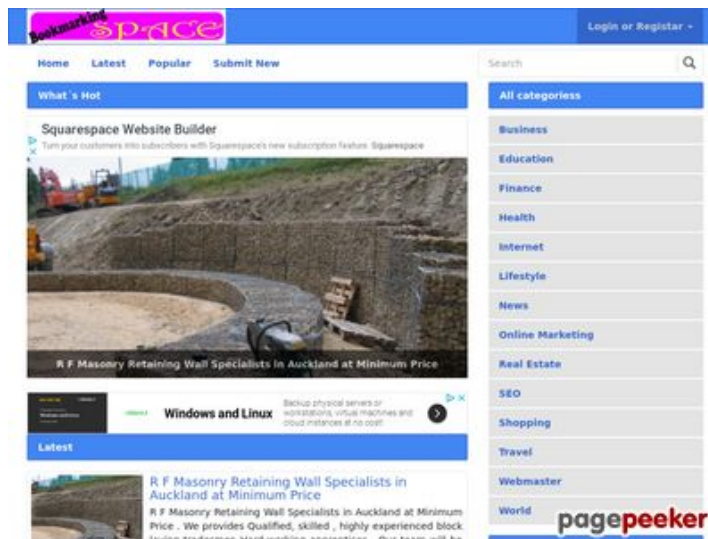 Bookmarking
SPACE
Login or Registar
Home Latest Popular Submit New
Search
What`s Hot
All categoriess
Squarespace Website Builder
Turn your customers into subscribers with Squarespace's new subscription feature. Squarespace
Business
Education
Finance
Health
Internet
Lifestyle
News
Online Marketing
Real Estate
SEO
Shopping
Travel
Webmaster
World
R F Masonry Retaining Wall Specialists in Auckland at Minimum Price
Windows and Linux
Backup physical servers or
workstations, virtual machines and
cloud instances at no cost!
Latest
R F Masonry Retaining Wall Specialists in
Auckland at Minimum Price
R F Masonry Retaining Wall Specialists in Auckland at Minimum
Price . We provides Qualified, skilled , highly experienced block
pagepeeker